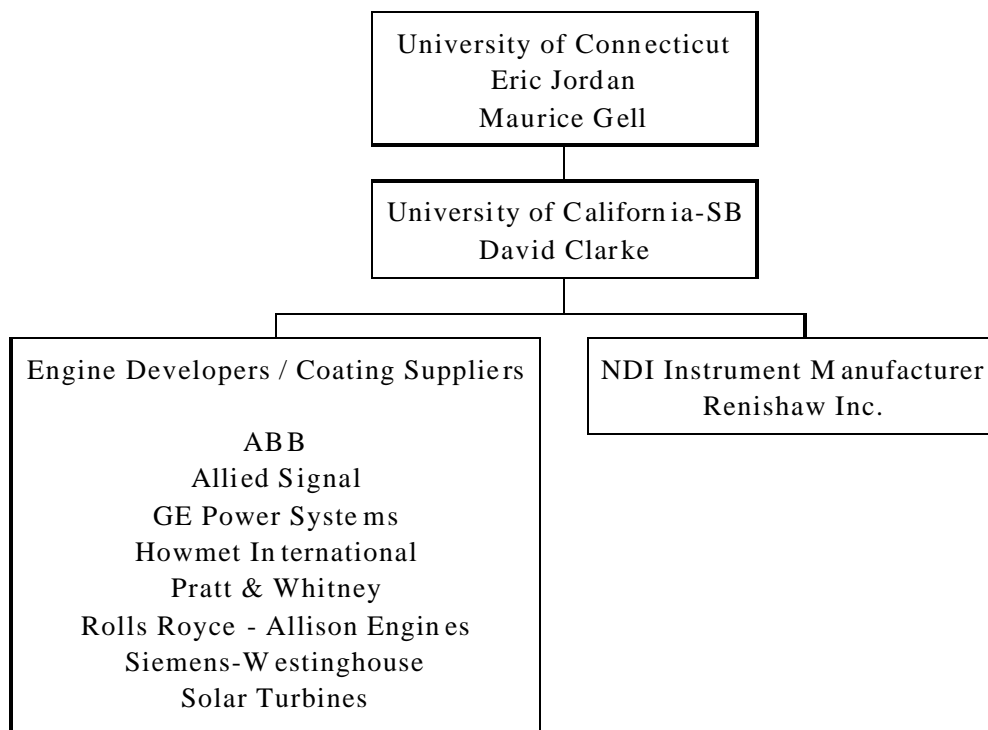 University of Connecticut
Eric Jordan
Maurice Gell
University of California-SB
David Clarke
Engine Developers / Coating Suppliers
ABB
Allied Signal
GE Power Systems
Howmet International
Pratt & Whitney
Rolls Royce - Allison Engines
Siemens-Westinghouse
Solar Turbines
NDI Instrument Manufacturer
Renishaw Inc.